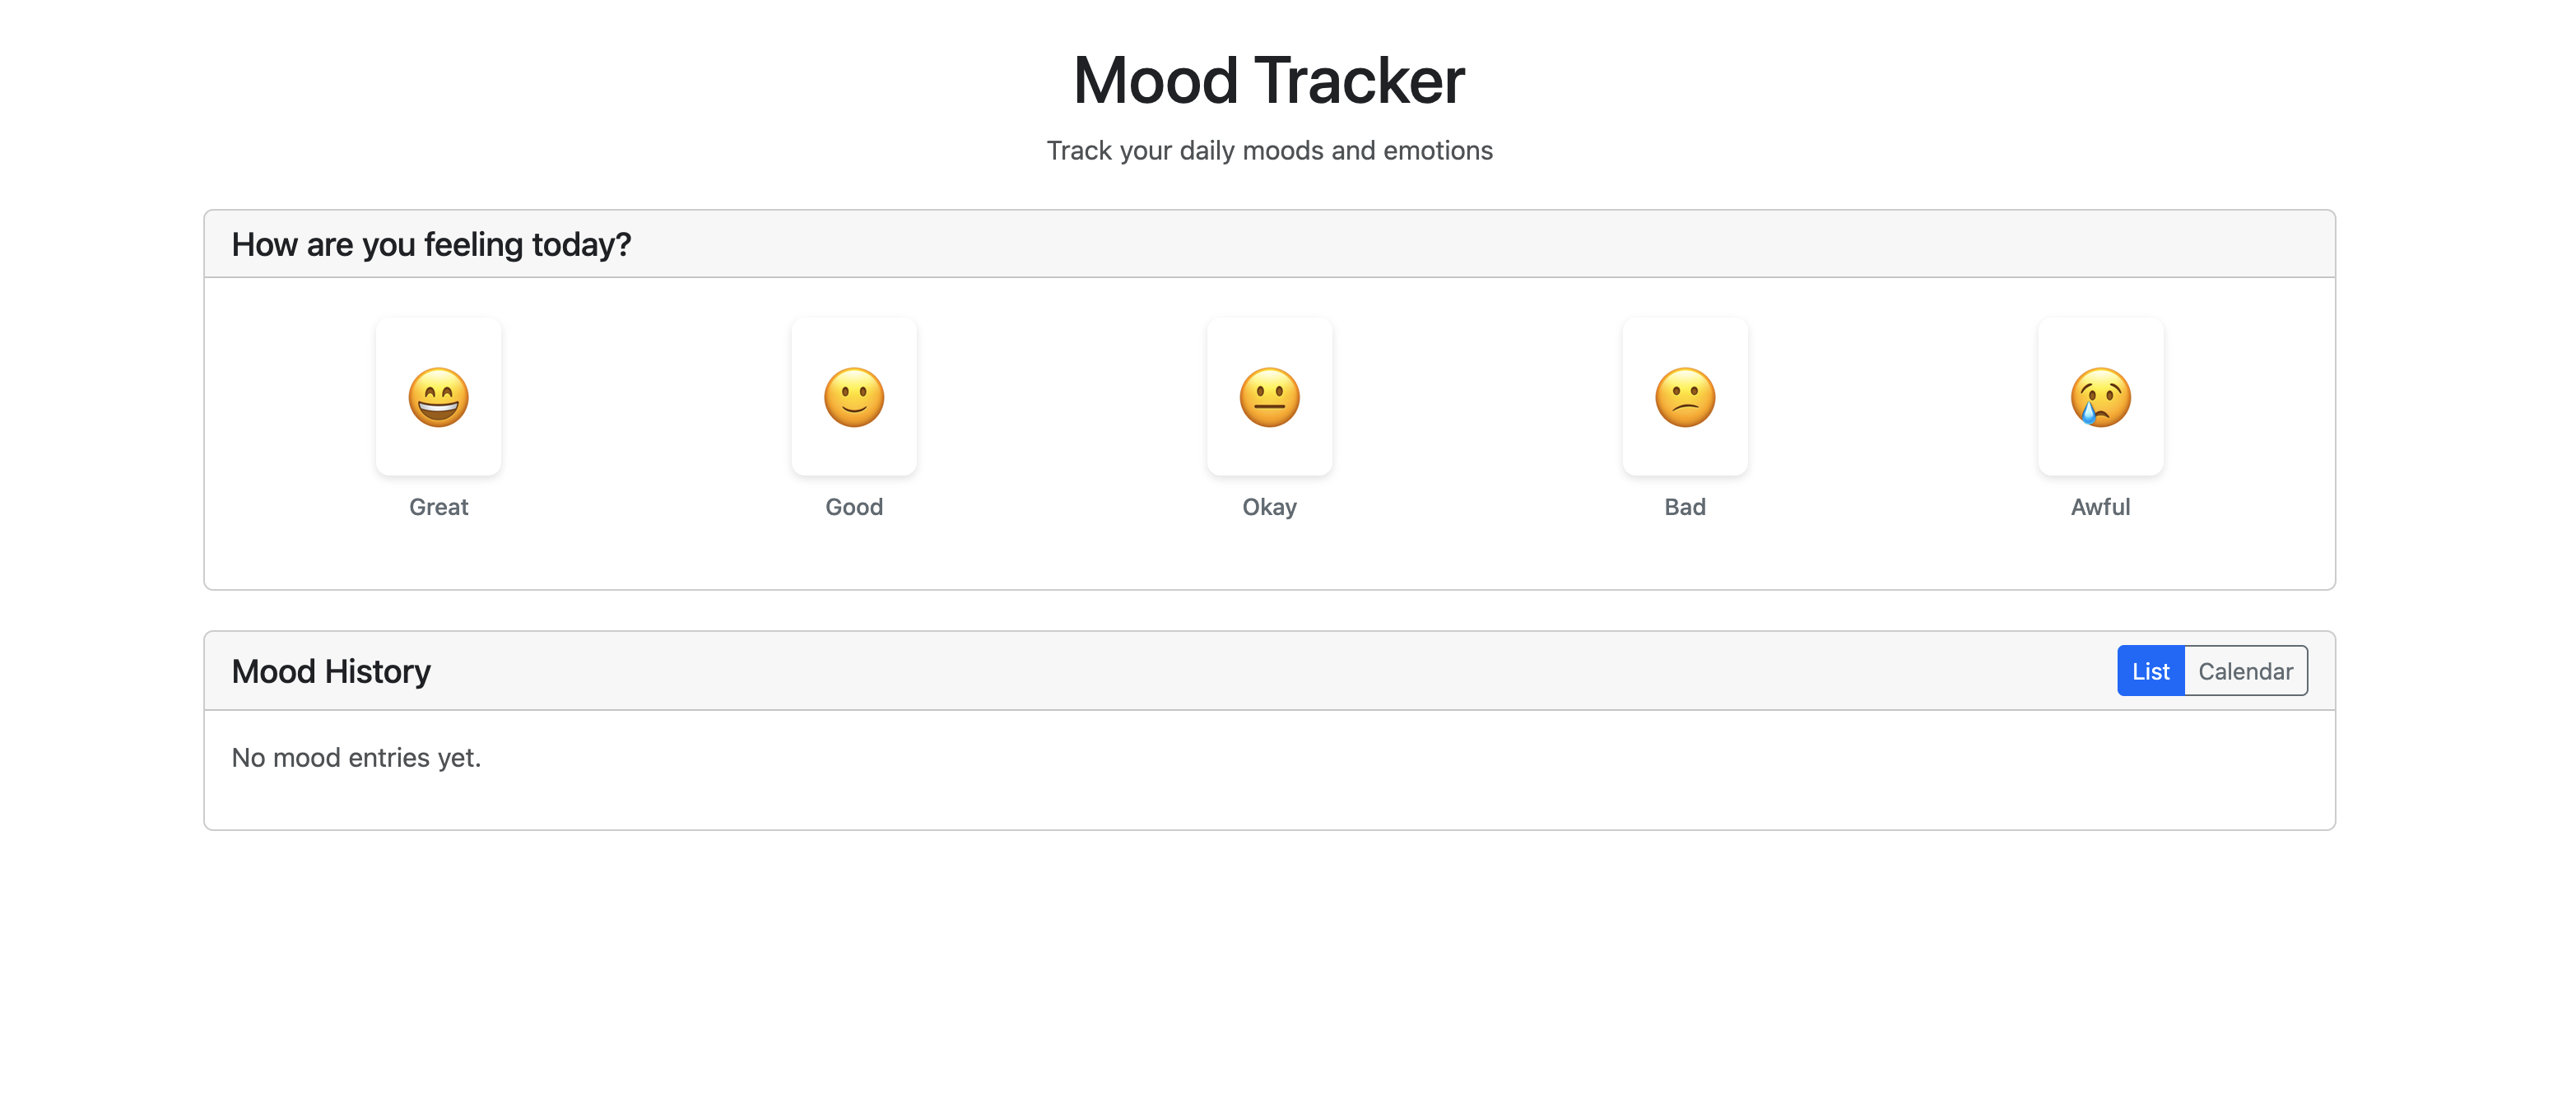 Mood Tracker
Track your daily moods and emotions
How are you feeling today?
Great
Good
Okay
Bad
Awful
Mood History
List
Calendar
No mood entries yet.